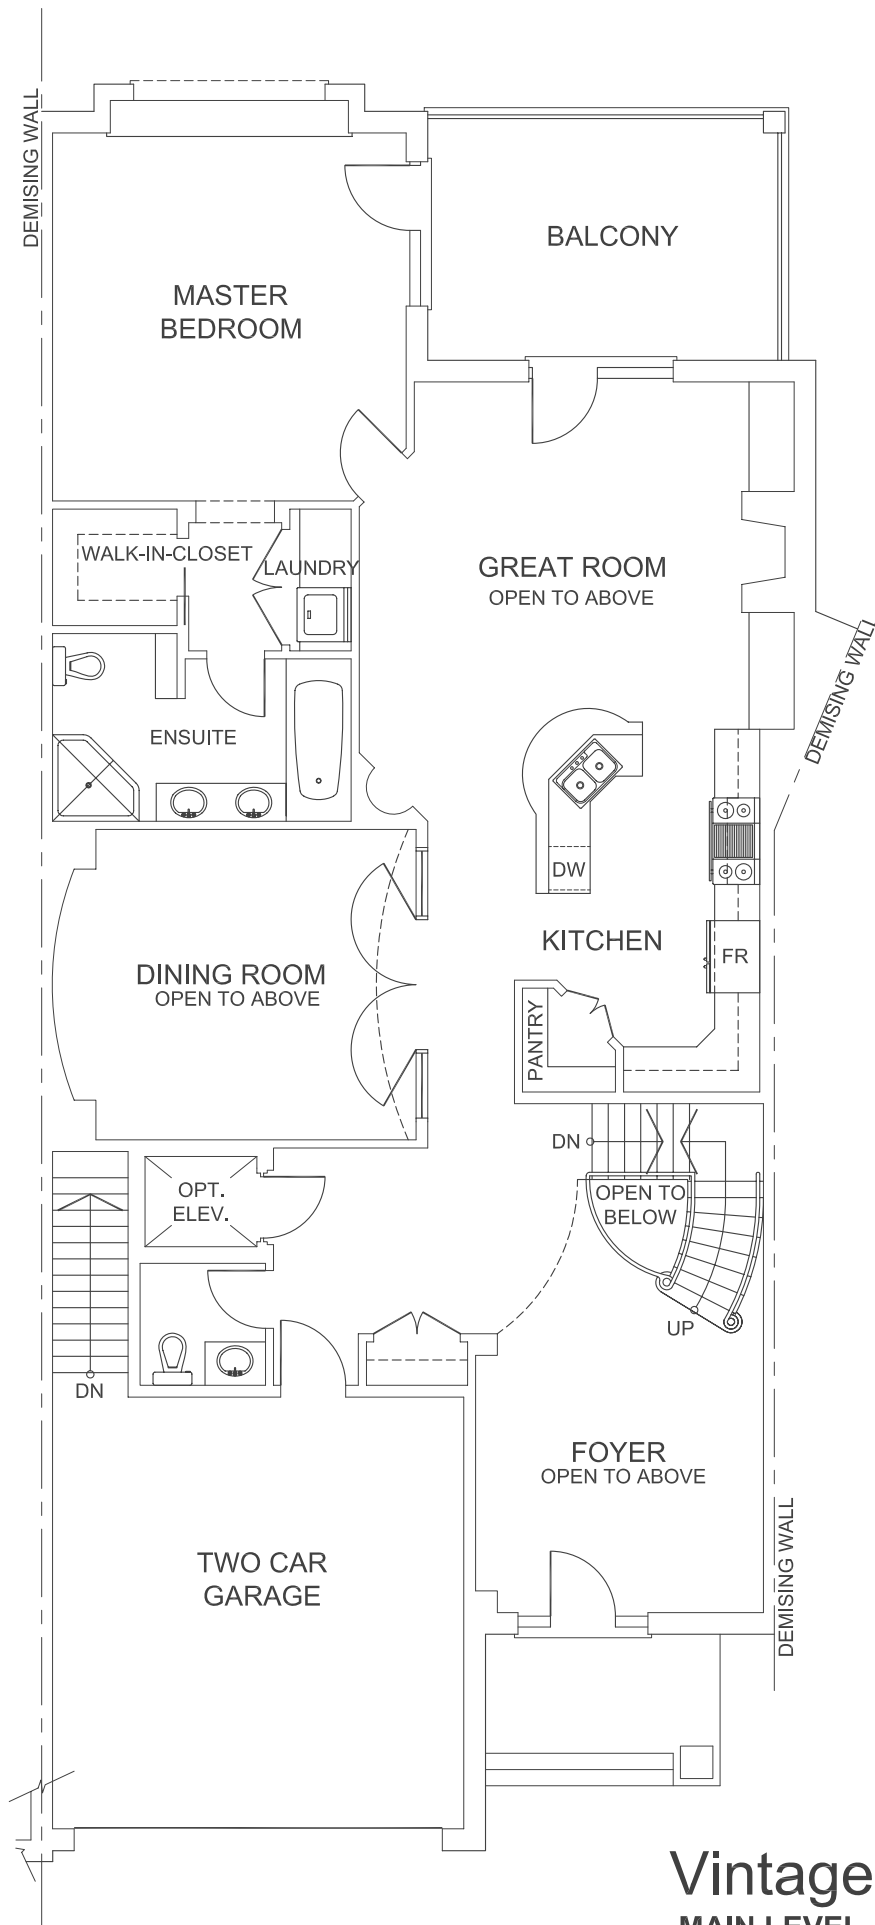 DEMISING WALL
BALCONY
MASTER
BEDROOM
WALK-IN-CLOSET
LAUNDRY
GREAT ROOM
OPEN TO ABOVE
DEMISING WALL
ENSUITE
DW
KITCHEN
FR
DINING ROOM
OPEN TO ABOVE
PANTRY
DN
OPT.
ELEV.
OPEN TO
BELOW
UP
DN
FOYER
OPEN TO ABOVE
TWO CAR
GARAGE
DEMISING WALL
Vintage
MAIN LEVEL